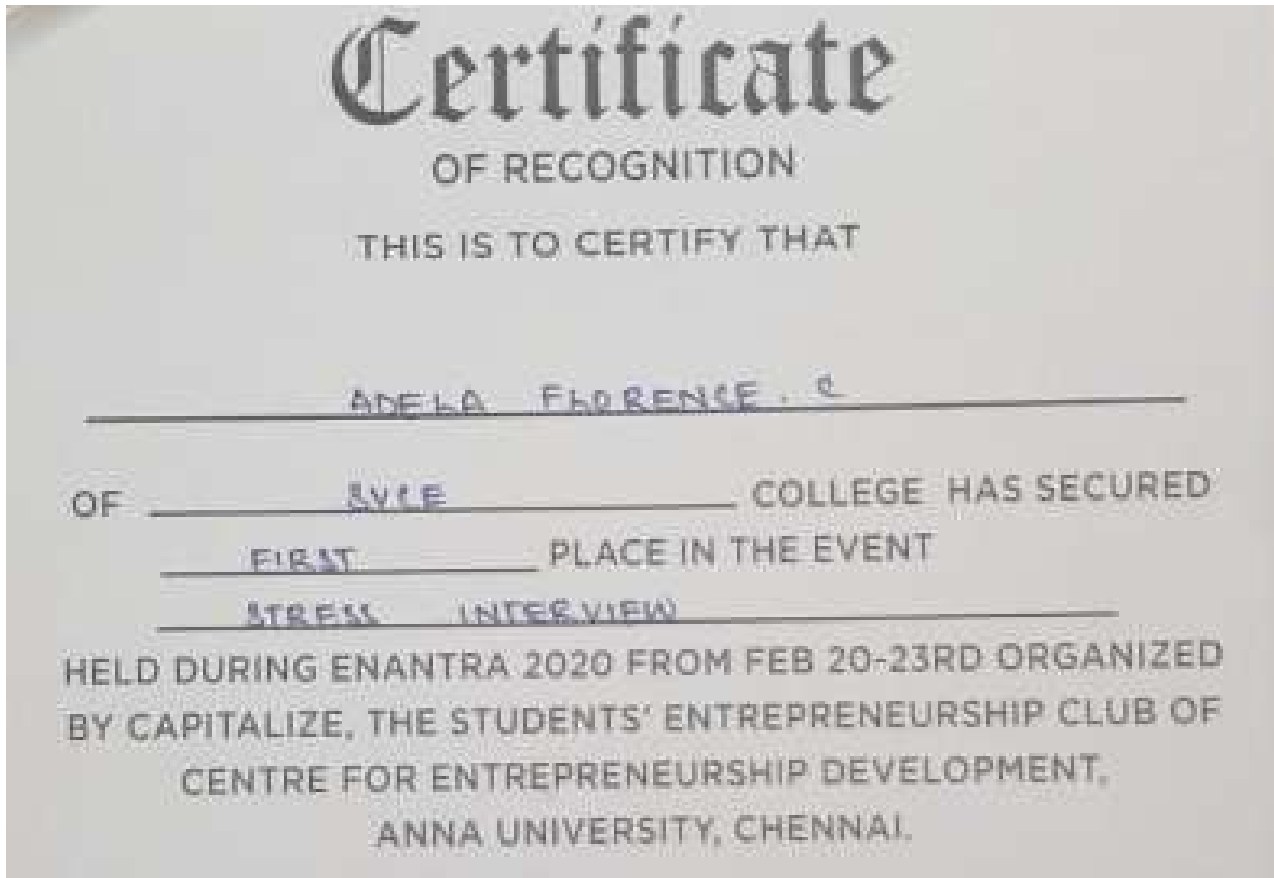 Certificate
OF RECOGNITION
THIS IS TO CERTIFY THAT
ADELA FLORENCE. C
OF SVCE COLLEGE HAS SECURED
FIRST PLACE IN THE EVENT
STRESS INTERVIEW
HELD DURING ENANTRA 2020 FROM FEB 20-23RD ORGANIZED
BY CAPITALIZE, THE STUDENTS' ENTREPRENEURSHIP CLUB OF
CENTRE FOR ENTREPRENEURSHIP DEVELOPMENT,
ANNA UNIVERSITY, CHENNAI.